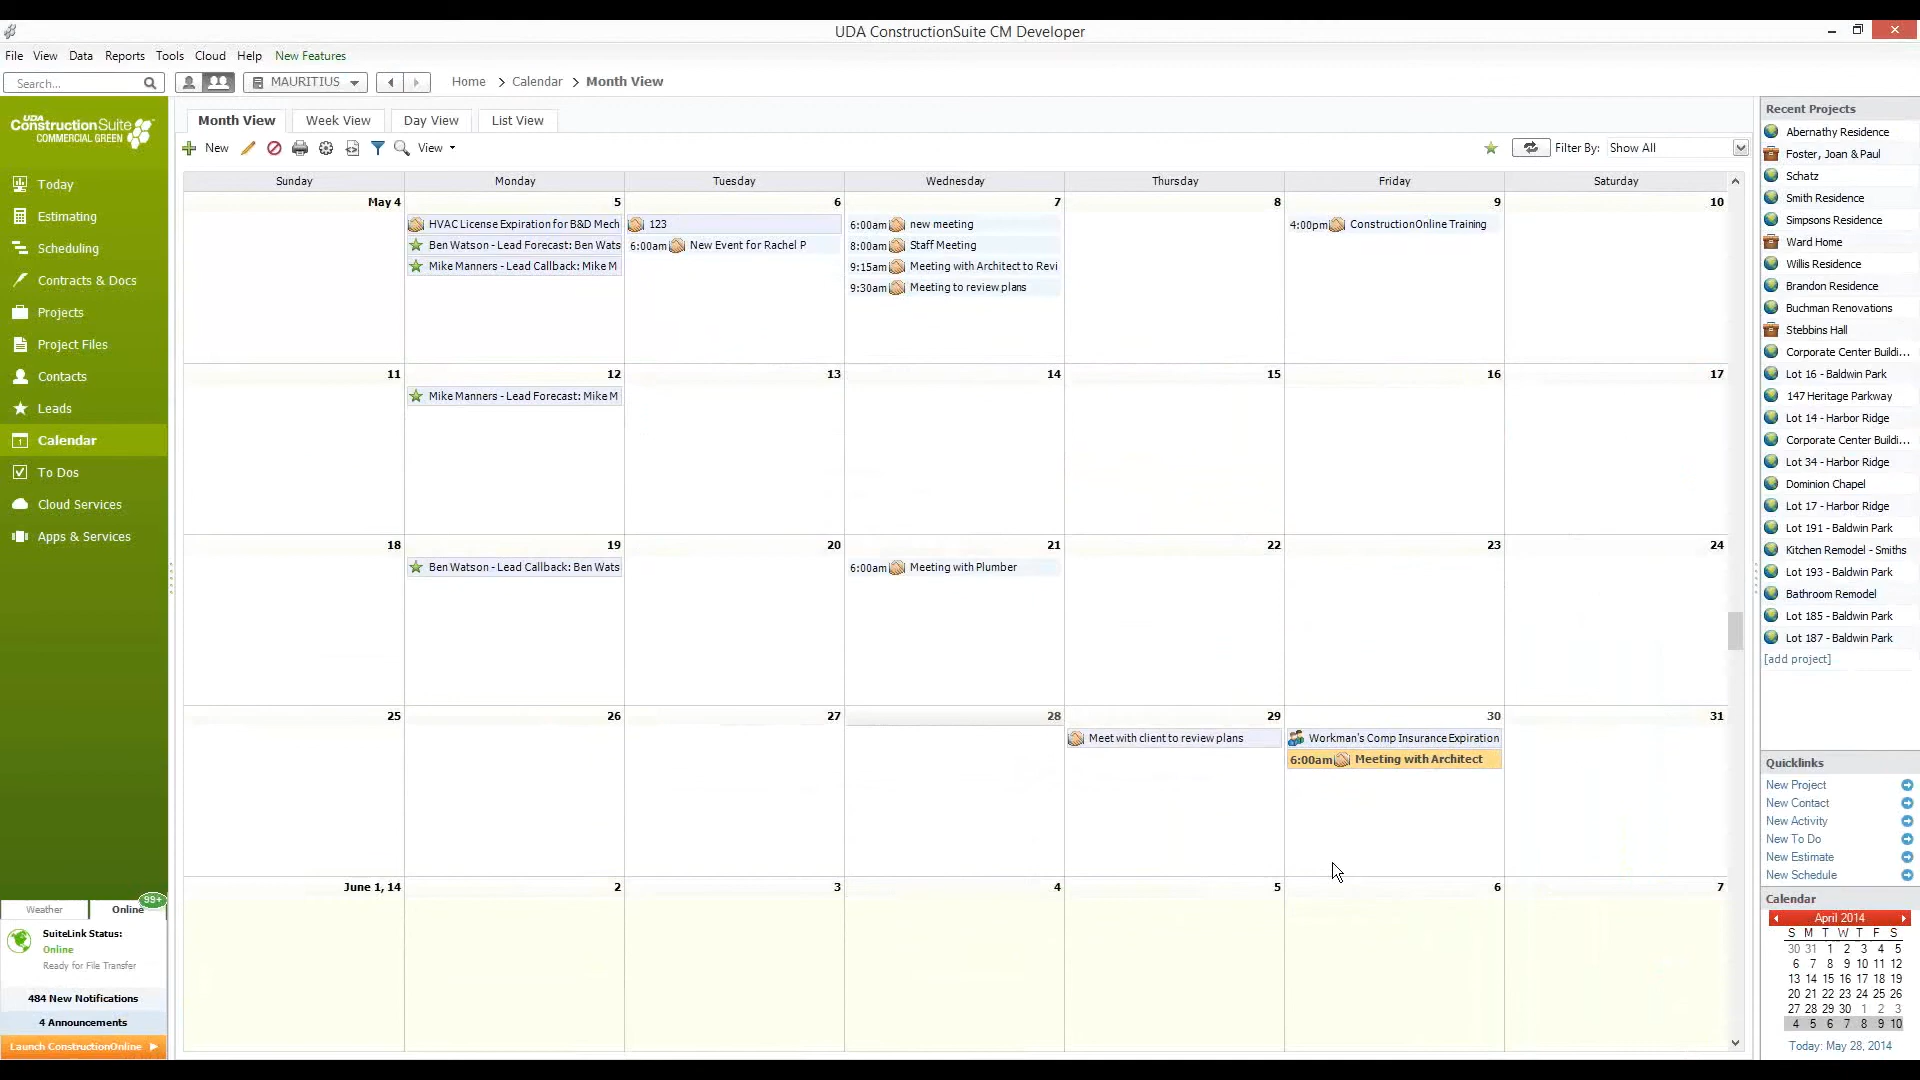 UDA ConstructionSuite CM Developer
File View Data Reports Tools Cloud Help New Features
Search... MAURITIUS Home > Calendar > Month View
UDA
ConstructionSuite
COMMERCIAL GREEN
Today
Estimating
Scheduling
Contracts & Docs
Projects
Project Files
Contacts
Leads
Calendar
To Dos
Cloud Services
Apps & Services
Weather Online 99+
SuiteLink Status:
Online
Ready for File Transfer
484 New Notifications
4 Announcements
Launch ConstructionOnline
Month View Week View Day View List View
New View Filter By: Show All
Sunday Monday Tuesday Wednesday Thursday Friday Saturday
May 4 5 6 7 8 9 10
HVAC License Expiration for B&D Mech 123 6:00am new meeting 4:00pm ConstructionOnline Training
Ben Watson - Lead Forecast: Ben Wats 6:00am New Event for Rachel P 8:00am Staff Meeting
Mike Manners - Lead Callback: Mike M 9:15am Meeting with Architect to Revi
9:30am Meeting to review plans
11 12 13 14 15 16 17
Mike Manners - Lead Forecast: Mike M
18 19 20 21 22 23 24
Ben Watson - Lead Callback: Ben Wats 6:00am Meeting with Plumber
25 26 27 28 29 30 31
Meet with client to review plans Workman's Comp Insurance Expiration
6:00am Meeting with Architect
June 1, 14 2 3 4 5 6 7
Recent Projects
Abernathy Residence
Foster, Joan & Paul
Schatz
Smith Residence
Simpsons Residence
Ward Home
Willis Residence
Brandon Residence
Buchman Renovations
Stebbins Hall
Corporate Center Buildi...
Lot 16 - Baldwin Park
147 Heritage Parkway
Lot 14 - Harbor Ridge
Corporate Center Buildi...
Lot 34 - Harbor Ridge
Dominion Chapel
Lot 17 - Harbor Ridge
Lot 191 - Baldwin Park
Kitchen Remodel - Smiths
Lot 193 - Baldwin Park
Bathroom Remodel
Lot 185 - Baldwin Park
Lot 187 - Baldwin Park
[add project]
Quicklinks
New Project
New Contact
New Activity
New To Do
New Estimate
New Schedule
Calendar
April 2014
S M T W T F S
30 31 1 2 3 4 5
6 7 8 9 10 11 12
13 14 15 16 17 18 19
20 21 22 23 24 25 26
27 28 29 30 1 2 3
4 5 6 7 8 9 10
Today: May 28, 2014